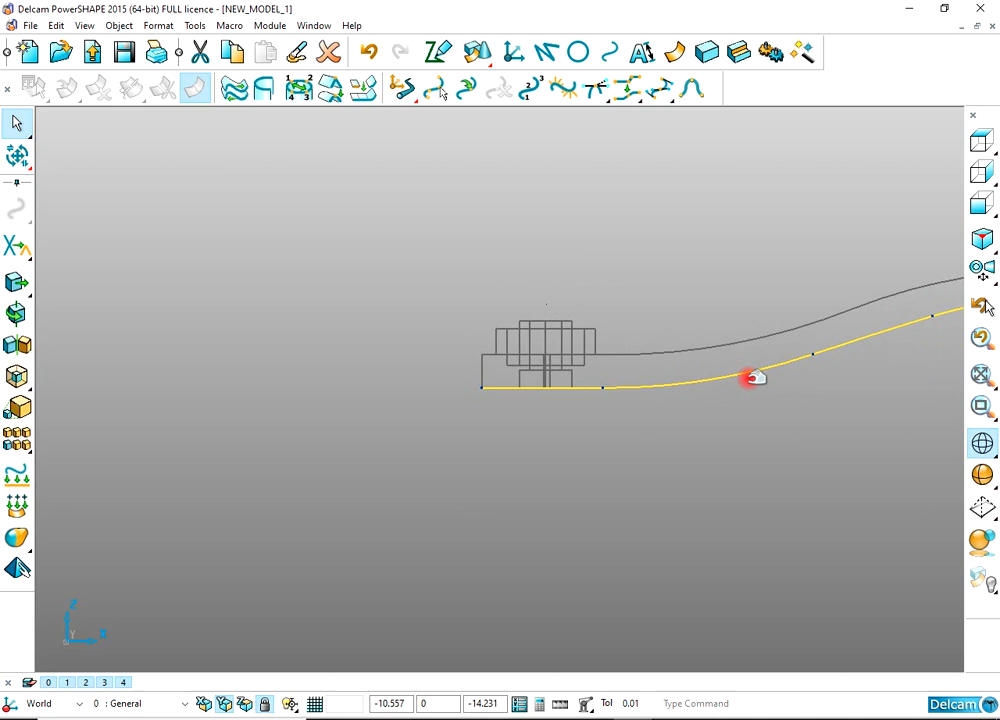 Delcam PowerSHAPE 2015 (64-bit) FULL licence - [NEW_MODEL_1]
File Edit View Object Format Tools Macro Module Window Help
Z
X
Y
0 1 2 3 4
World 0 : General -10.557 0 -14.231 Tol 0.01 Type Command Delcam